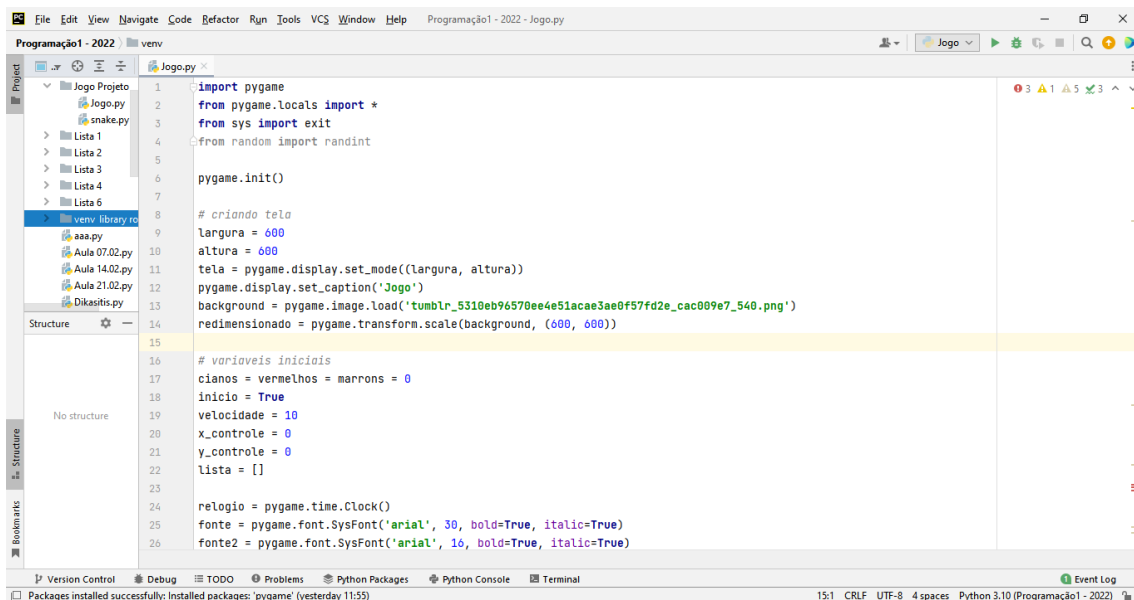 PC File Edit View Navigate Code Refactor Run Tools VCS Window Help Programação1 - 2022 - Jogo.py
Programação1 - 2022 venv Jogo
Project
Jogo.py
Jogo Projeto
Jogo.py
snake.py
Lista 1
Lista 2
Lista 3
Lista 4
Lista 6
venv library ro
aaa.py
Aula 07.02.py
Aula 14.02.py
Aula 21.02.py
Dikasitis.py
Structure
No structure
Structure
Bookmarks
3 1 5 3
1 import pygame
2 from pygame.locals import *
3 from sys import exit
4 from random import randint
5
6 pygame.init()
7
8 # criando tela
9 largura = 600
10 altura = 600
11 tela = pygame.display.set_mode((largura, altura))
12 pygame.display.set_caption('Jogo')
13 background = pygame.image.load('tumblr_5310eb96570ee4e51acae3ae0f57fd2e_cac009e7_540.png')
14 redimensionado = pygame.transform.scale(background, (600, 600))
15
16 # variaveis iniciais
17 cianos = vermelhos = marrons = 0
18 inicio = True
19 velocidade = 10
20 x_controle = 0
21 y_controle = 0
22 lista = []
23
24 relogio = pygame.time.Clock()
25 fonte = pygame.font.SysFont('arial', 30, bold=True, italic=True)
26 fonte2 = pygame.font.SysFont('arial', 16, bold=True, italic=True)
Version Control Debug TODO Problems Python Packages Python Console Terminal 1 Event Log
Packages installed successfully: Installed packages: 'pygame' (yesterday 11:55) 15:1 CRLF UTF-8 4 spaces Python 3.10 (Programação1 - 2022)